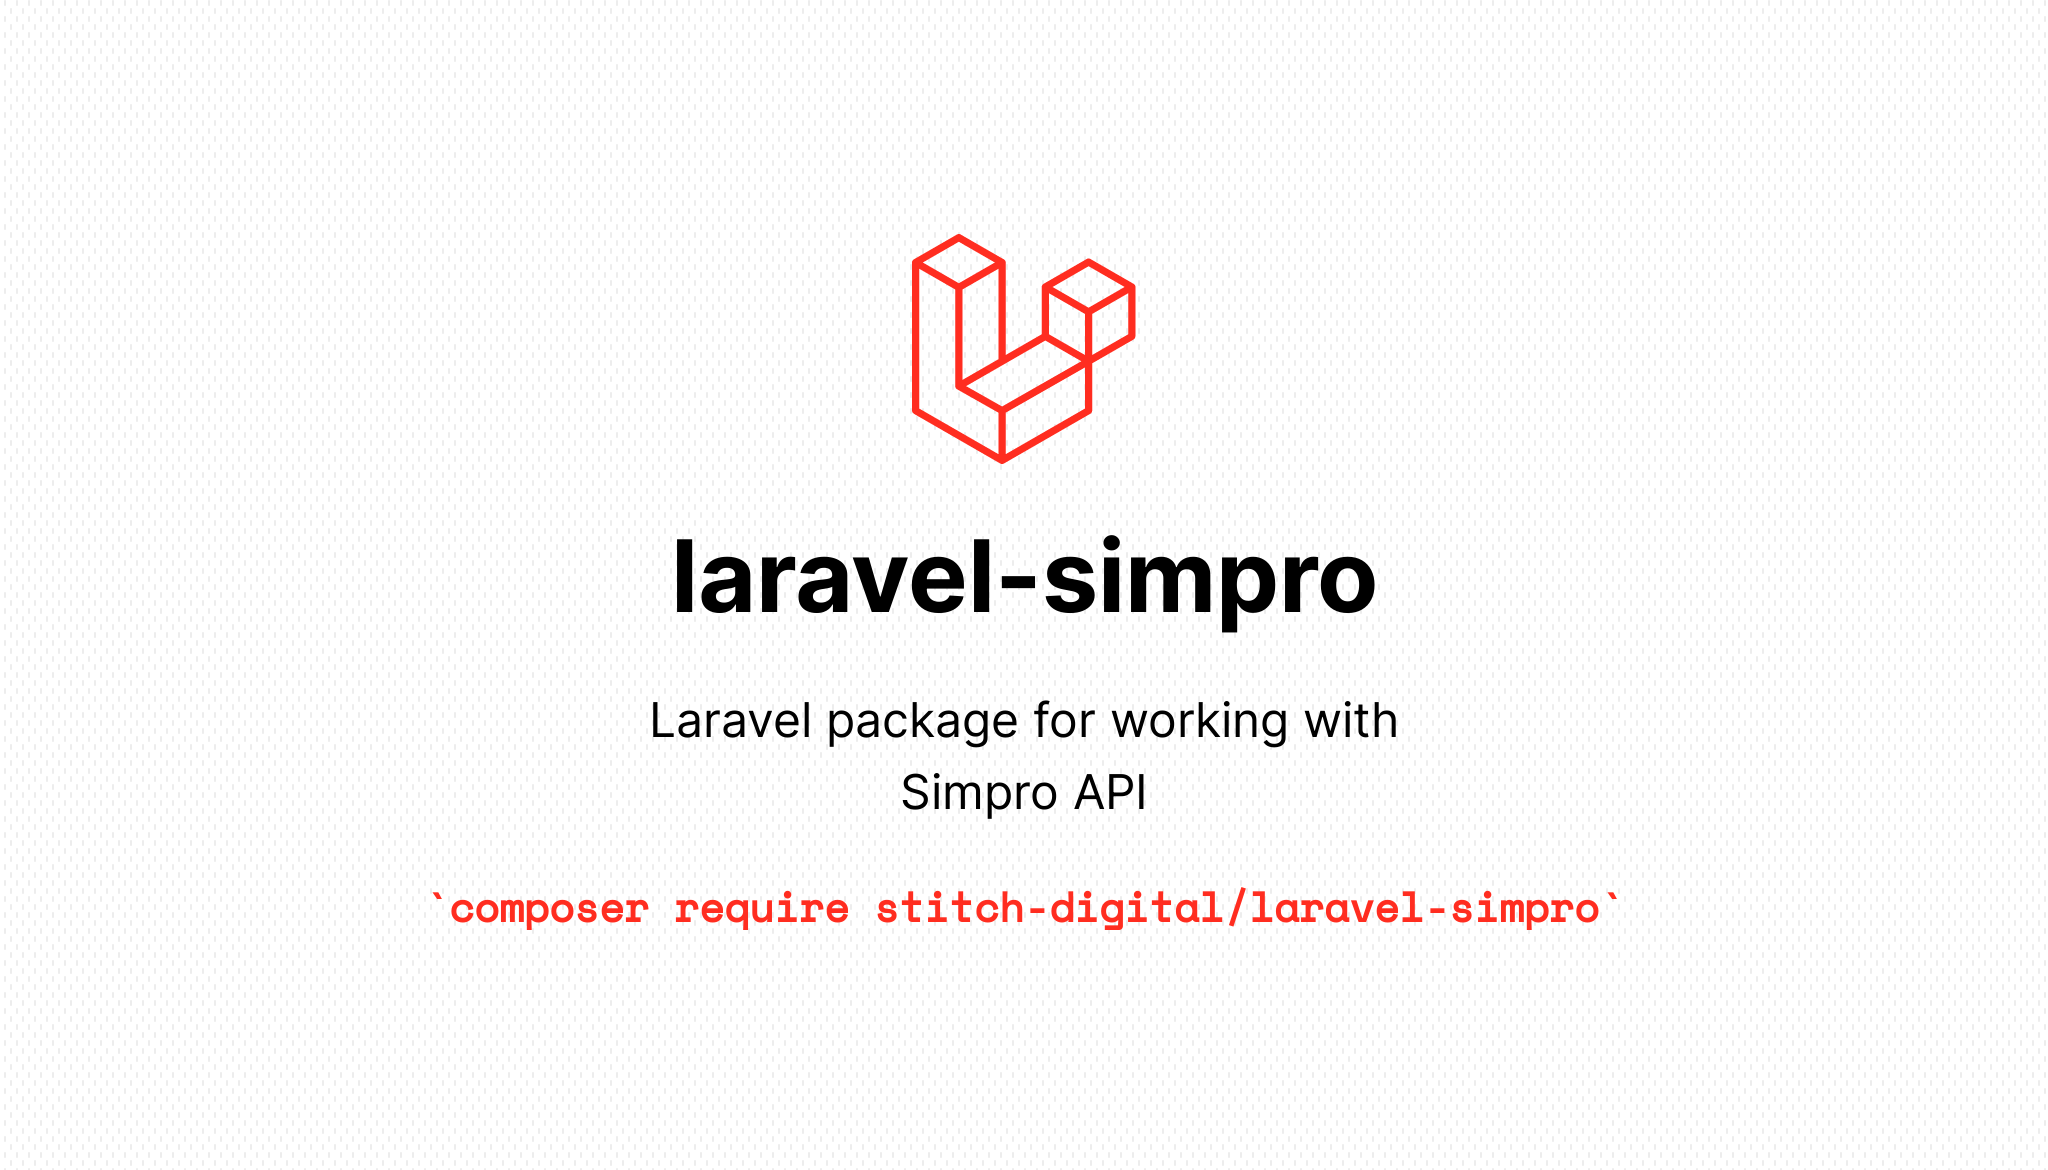 laravel-simpro
Laravel package for working with
Simpro API
`composer require stitch-digital/laravel-simpro`